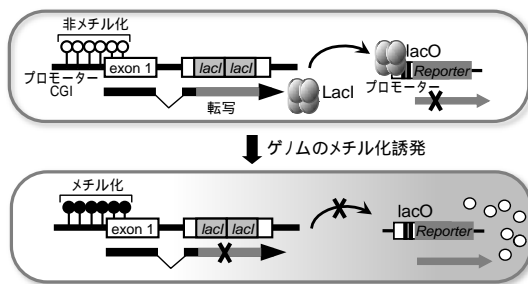 非メチル化
プロモーター
CGI
exon 1
lacI lacI
転写
LacI
lacO
Reporter
プロモーター
ゲノムのメチル化誘発
メチル化
exon 1
lacI lacI
lacO
Reporter